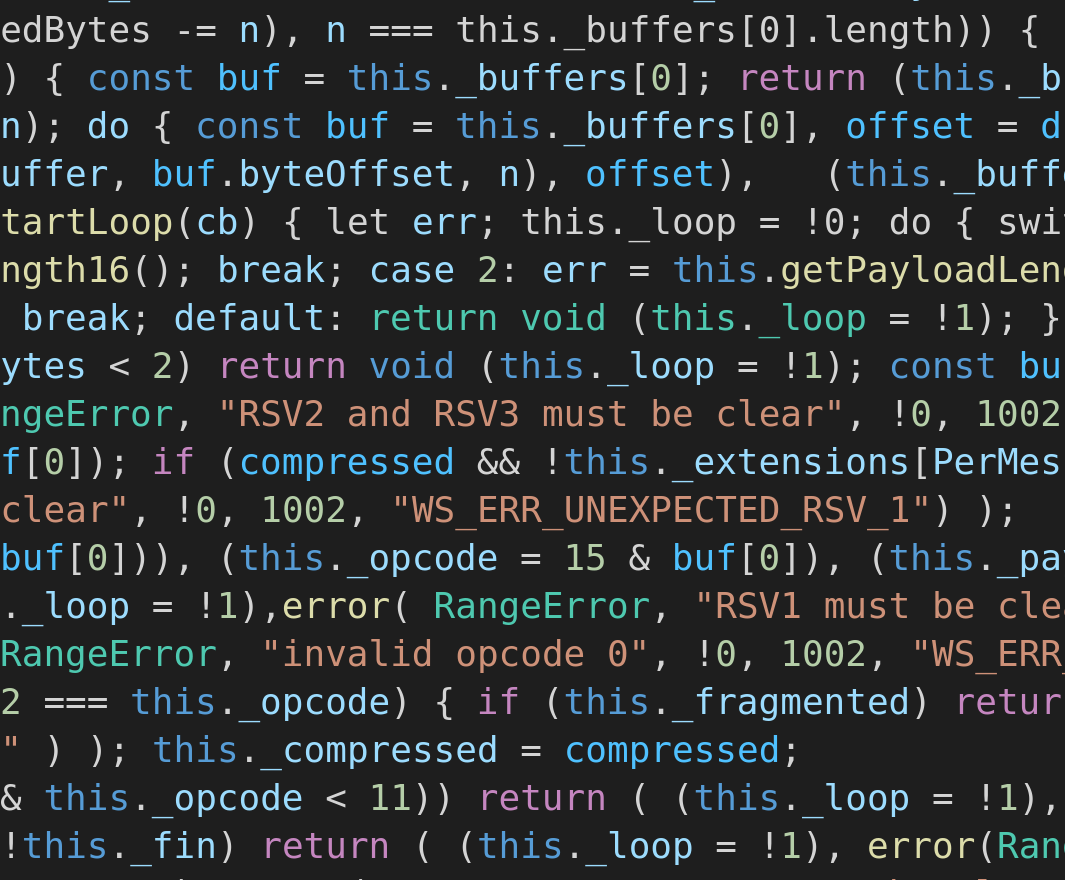 edBytes -= n), n === this._buffers[0].length)) {
) { const buf = this._buffers[0]; return (this._b
n); do { const buf = this._buffers[0], offset = d
uffer, buf.byteOffset, n), offset),   (this._buff
tartLoop(cb) { let err; this._loop = !0; do { swi
ngth16(); break; case 2: err = this.getPayloadLen
 break; default: return void (this._loop = !1); }
ytes < 2) return void (this._loop = !1); const bu
ngeError, "RSV2 and RSV3 must be clear", !0, 1002
f[0]); if (compressed && !this._extensions[PerMes
clear", !0, 1002, "WS_ERR_UNEXPECTED_RSV_1") );
buf[0])), (this._opcode = 15 & buf[0]), (this._pa
._loop = !1),error( RangeError, "RSV1 must be clea
RangeError, "invalid opcode 0", !0, 1002, "WS_ERR_
2 === this._opcode) { if (this._fragmented) retur
" ) ); this._compressed = compressed;
& this._opcode < 11)) return ( (this._loop = !1),
!this._fin) return ( (this._loop = !1), error(Ran